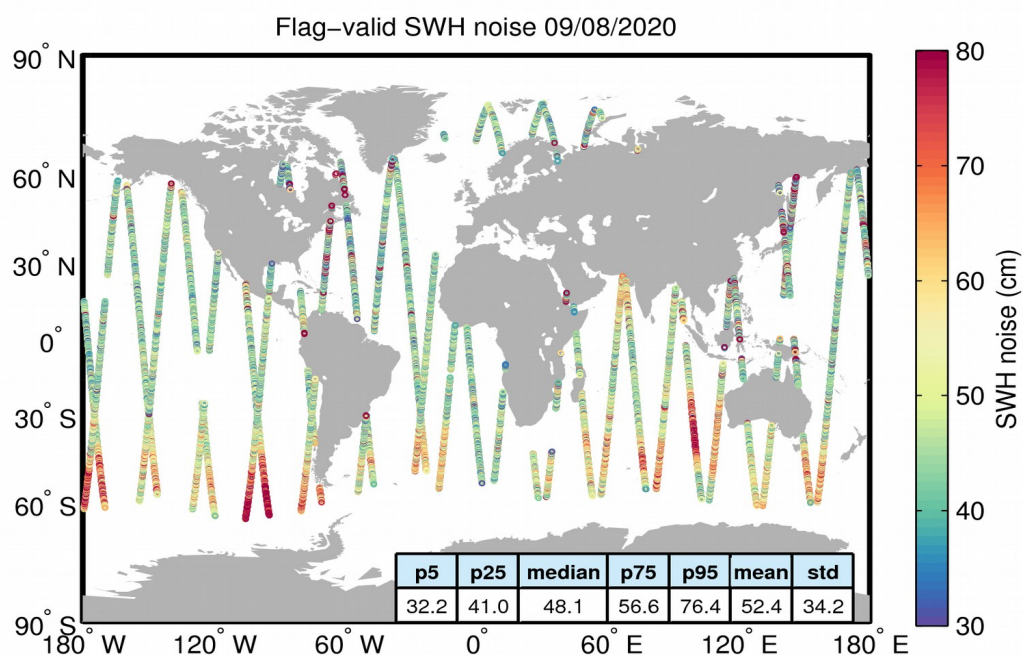 Flag−valid SWH noise 09/08/2020
90° N
60° N
30° N
0°
30° S
60° S
90° S
180° W
120° W
60° W
0°
60° E
120° E
180° E
80
70
60
50
40
30
SWH noise (cm)
p5 p25 median p75 p95 mean std
32.2 41.0 48.1 56.6 76.4 52.4 34.2